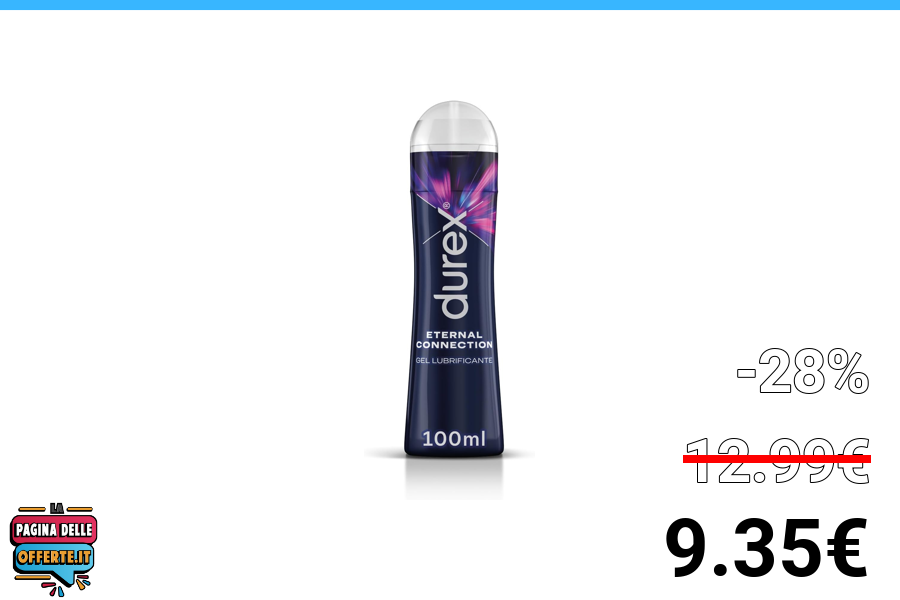 durex®
ETERNAL
CONNECTION
GEL LUBRIFICANTE
100ml
-28%
12.99€
9.35€
LA
PAGINA DELLE
OFFERTE.IT